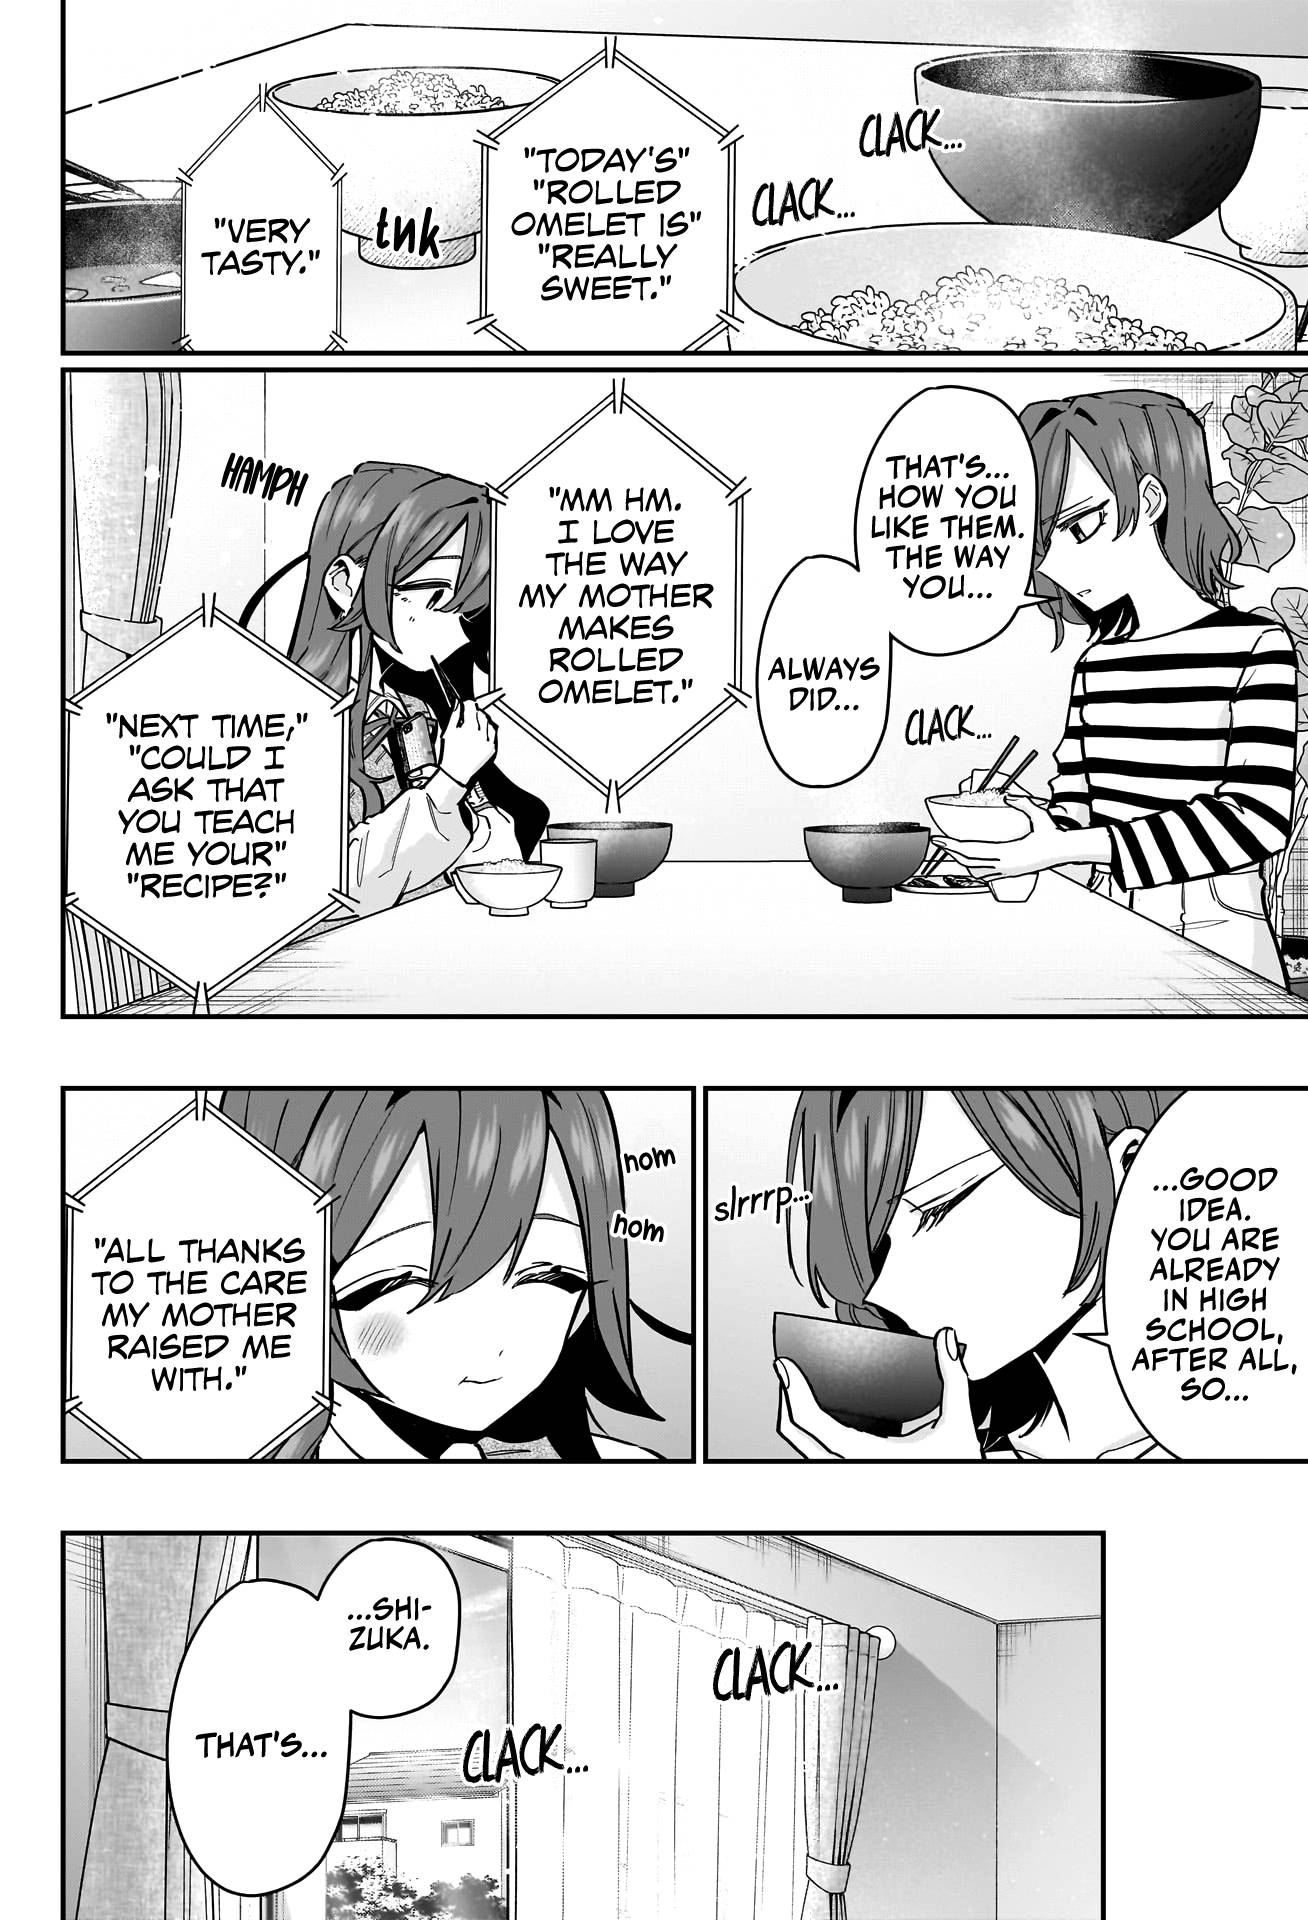 CLACK...
CLACK...
"TODAY'S"
"ROLLED
OMELET IS"
"REALLY
SWEET."
tnk
"VERY
TASTY."
THAT'S...
HOW YOU
LIKE THEM.
THE WAY
YOU...
ALWAYS
DID...
CLACK...
"MM HM.
I LOVE
THE WAY
MY MOTHER
MAKES
ROLLED
OMELET."
HAMPH
"NEXT TIME,"
"COULD I
ASK THAT
YOU TEACH
ME YOUR"
"RECIPE?"
...GOOD
IDEA.
YOU ARE
ALREADY
IN HIGH
SCHOOL,
AFTER ALL,
SO...
slrrrp...
nom
nom
"ALL THANKS
TO THE CARE
MY MOTHER
RAISED ME
WITH."
CLACK...
CLACK...
...SHI-
ZUKA.
THAT'S...